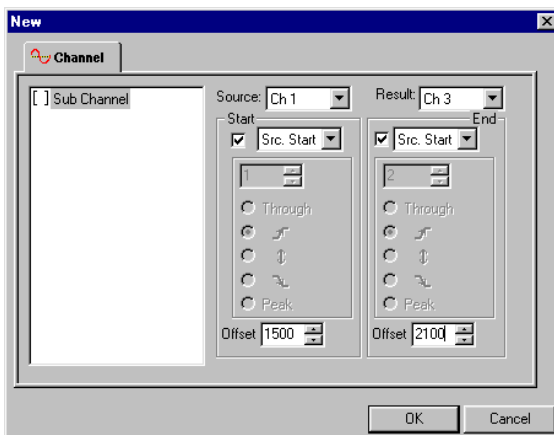 New
Channel
[ ] Sub Channel
Source: Ch 1
Result: Ch 3
Start
Src. Start
1
Through
Peak
Offset 1500
End
Src. Start
2
Through
Peak
Offset 2100
OK
Cancel